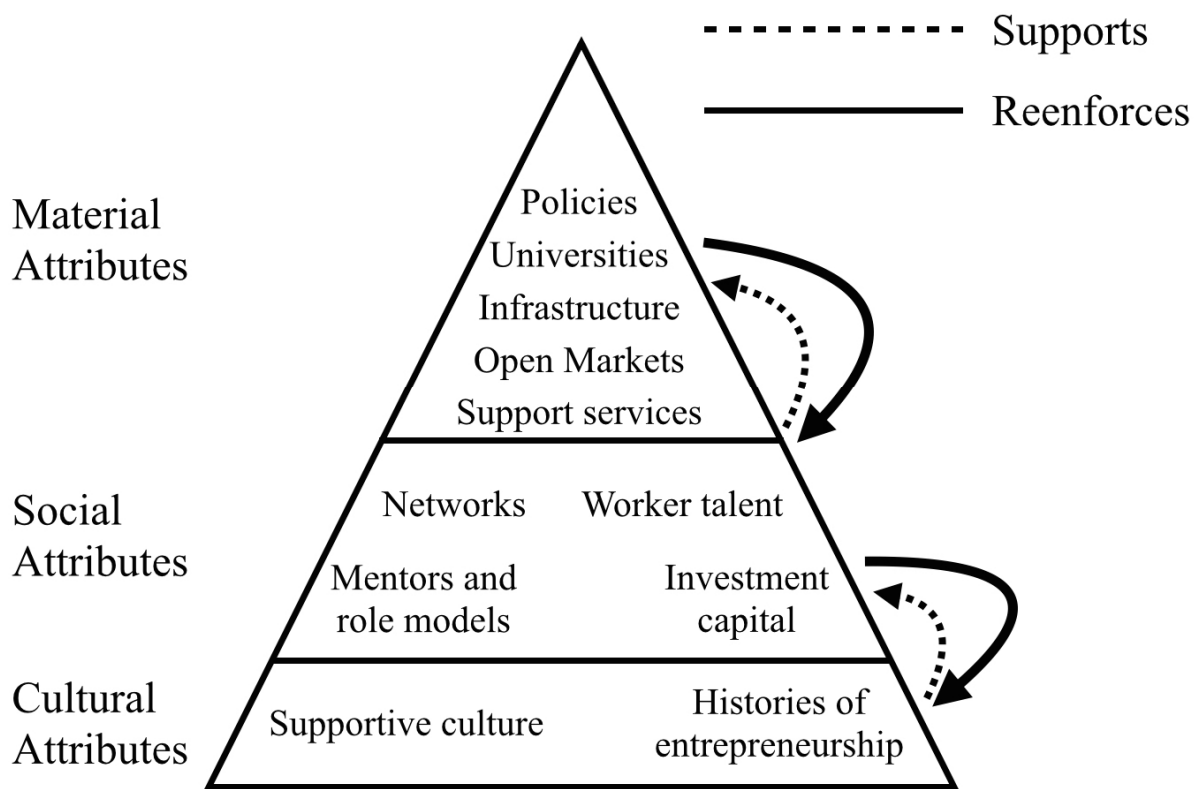 Supports
Reenforces
Material
Attributes
Policies
Universities
Infrastructure
Open Markets
Support services
Social
Attributes
Networks
Worker talent
Mentors and
role models
Investment
capital
Cultural
Attributes
Supportive culture
Histories of
entrepreneurship